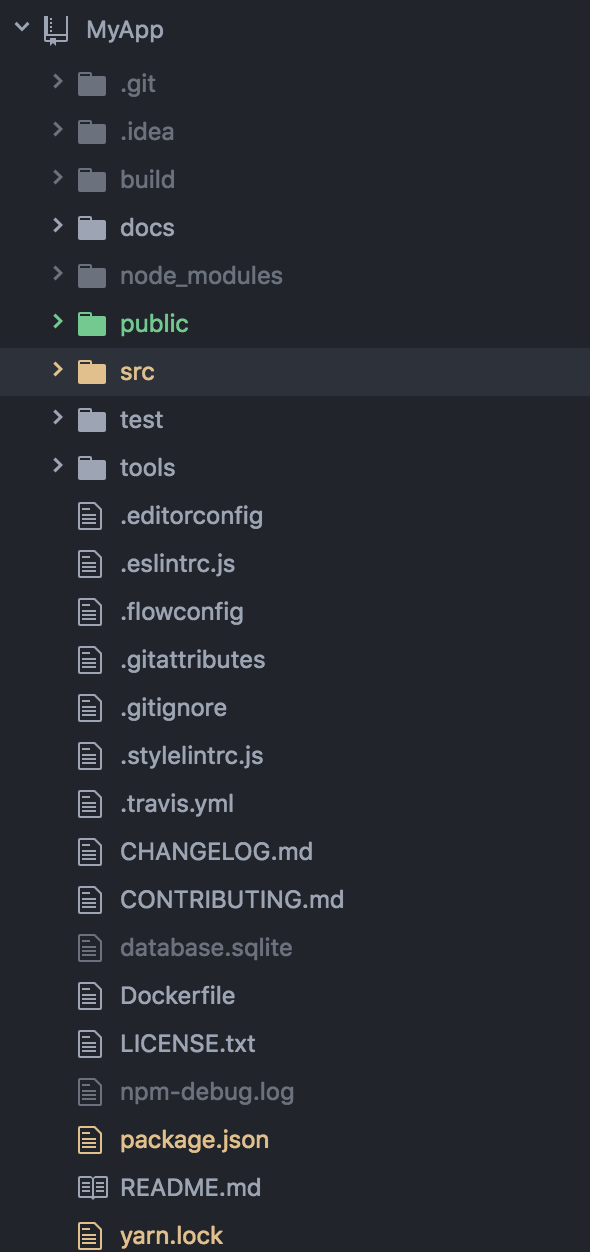 MyApp
.git
.idea
build
docs
node_modules
public
src
test
tools
.editorconfig
.eslintrc.js
.flowconfig
.gitattributes
.gitignore
.stylelintrc.js
.travis.yml
CHANGELOG.md
CONTRIBUTING.md
database.sqlite
Dockerfile
LICENSE.txt
npm-debug.log
package.json
README.md
yarn.lock